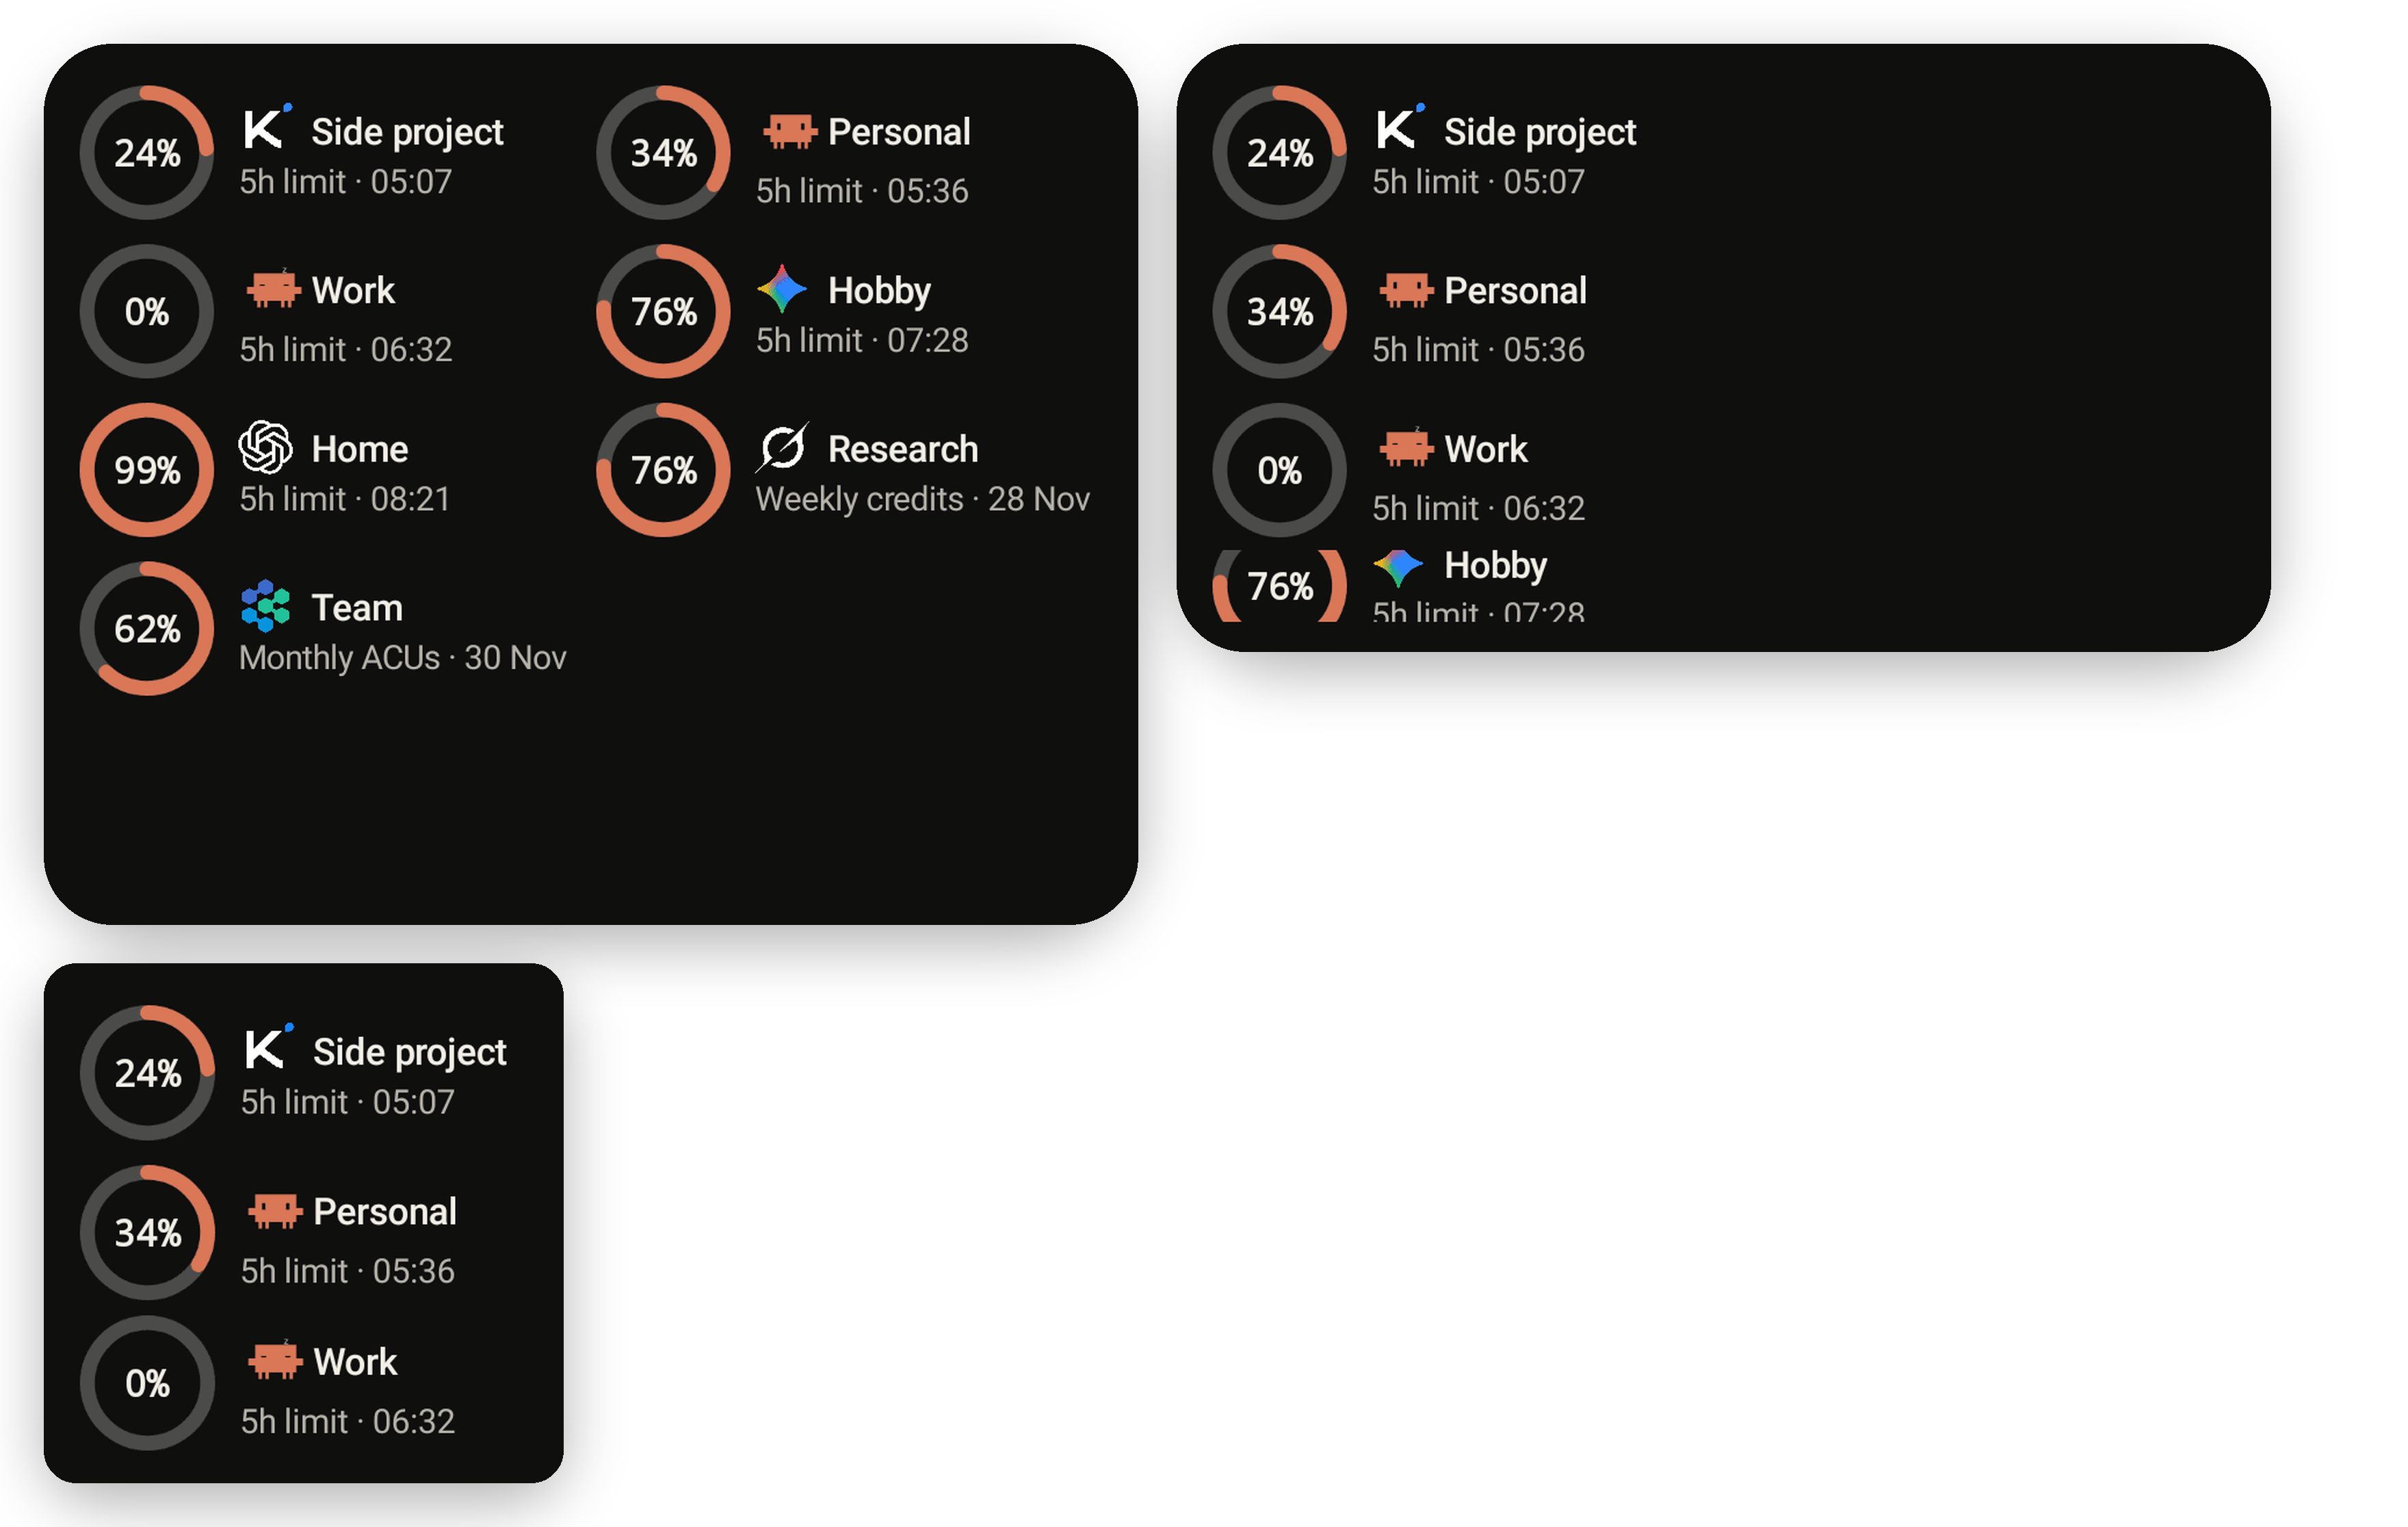 24%
Side project
5h limit · 05:07
34%
Personal
5h limit · 05:36
0%
Work
5h limit · 06:32
76%
Hobby
5h limit · 07:28
99%
Home
5h limit · 08:21
76%
Research
Weekly credits · 28 Nov
62%
Team
Monthly ACUs · 30 Nov
24%
Side project
5h limit · 05:07
34%
Personal
5h limit · 05:36
0%
Work
5h limit · 06:32
76%
Hobby
5h limit · 07:28
24%
Side project
5h limit · 05:07
34%
Personal
5h limit · 05:36
0%
Work
5h limit · 06:32